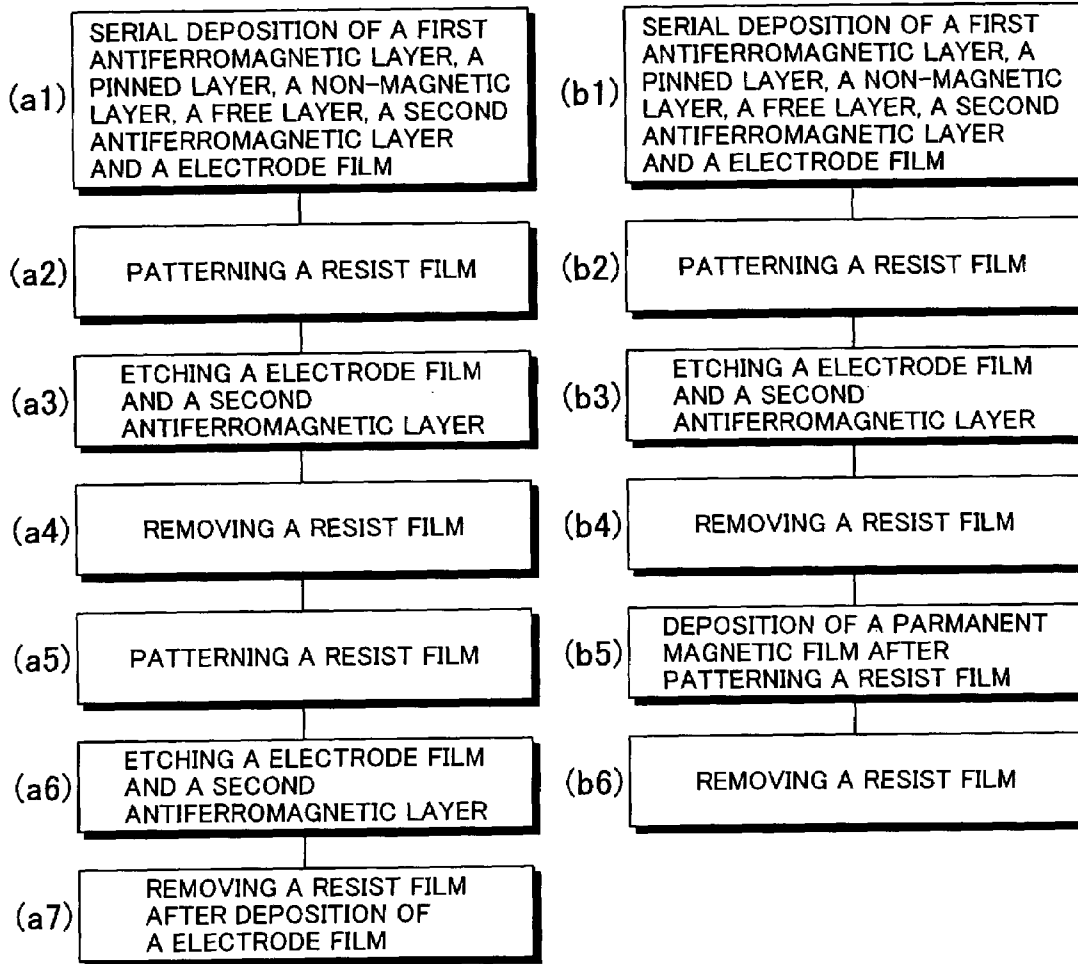 (a1)
SERIAL DEPOSITION OF A FIRST
ANTIFERROMAGNETIC LAYER, A
PINNED LAYER, A NON-MAGNETIC
LAYER, A FREE LAYER, A SECOND
ANTIFERROMAGNETIC LAYER
AND A ELECTRODE FILM
(a2)
PATTERNING A RESIST FILM
(a3)
ETCHING A ELECTRODE FILM
AND A SECOND
ANTIFERROMAGNETIC LAYER
(a4)
REMOVING A RESIST FILM
(a5)
PATTERNING A RESIST FILM
(a6)
ETCHING A ELECTRODE FILM
AND A SECOND
ANTIFERROMAGNETIC LAYER
(a7)
REMOVING A RESIST FILM
AFTER DEPOSITION OF
A ELECTRODE FILM
(b1)
SERIAL DEPOSITION OF A FIRST
ANTIFERROMAGNETIC LAYER, A
PINNED LAYER, A NON-MAGNETIC
LAYER, A FREE LAYER, A SECOND
ANTIFERROMAGNETIC LAYER
AND A ELECTRODE FILM
(b2)
PATTERNING A RESIST FILM
(b3)
ETCHING A ELECTRODE FILM
AND A SECOND
ANTIFERROMAGNETIC LAYER
(b4)
REMOVING A RESIST FILM
(b5)
DEPOSITION OF A PARMANENT
MAGNETIC FILM AFTER
PATTERNING A RESIST FILM
(b6)
REMOVING A RESIST FILM